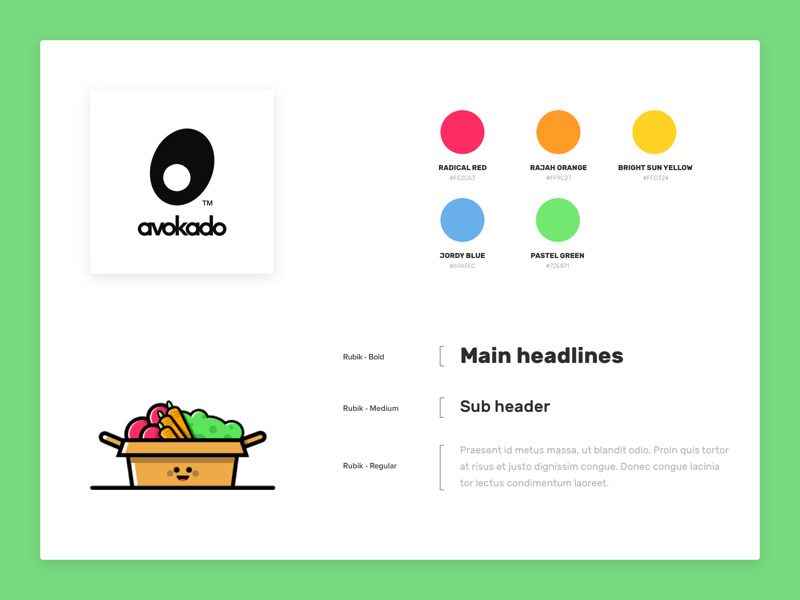 TM
avokado
RADICAL RED
#FE2C63
RAJAH ORANGE
#FF9C27
BRIGHT SUN YELLOW
#FFD324
JORDY BLUE
#69AFEC
PASTEL GREEN
#72E871
Rubik - Bold
Main headlines
Rubik - Medium
Sub header
Rubik - Regular
Praesent id metus massa, ut blandit odio. Proin quis tortor
at risus et justo dignissim congue. Donec congue lacinia
tor lectus condimentum laoreet.